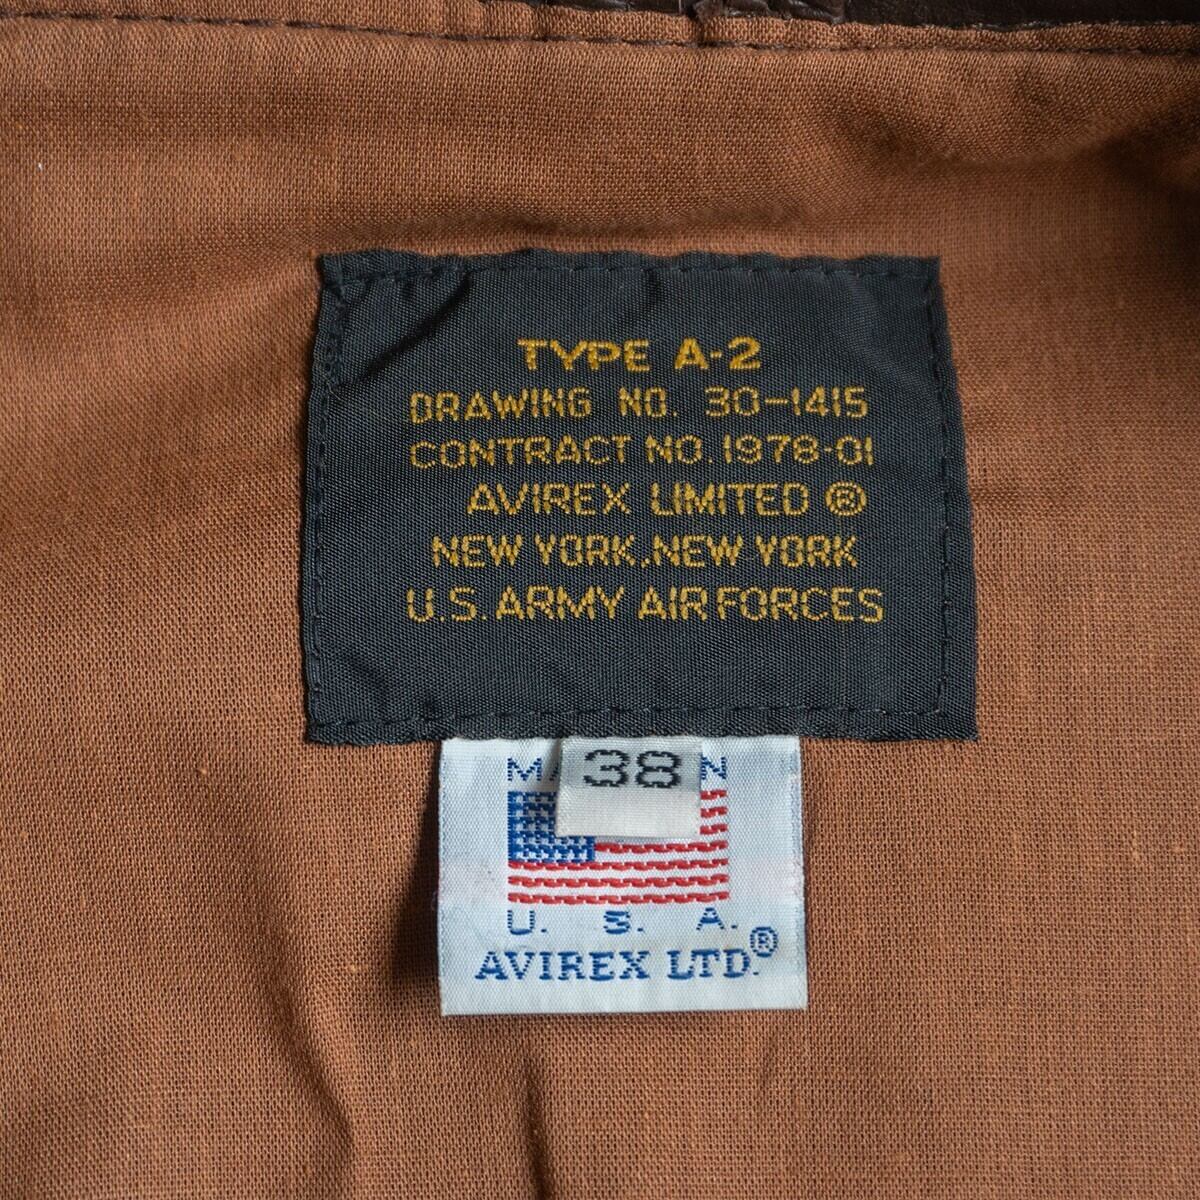 TYPE A-2
DRAWING NO. 30-1415
CONTRACT NO. 1978-01
AVIREX LIMITED ®
NEW YORK, NEW YORK
U.S. ARMY AIR FORCES
38
U. S. A.
AVIREX LTD.®